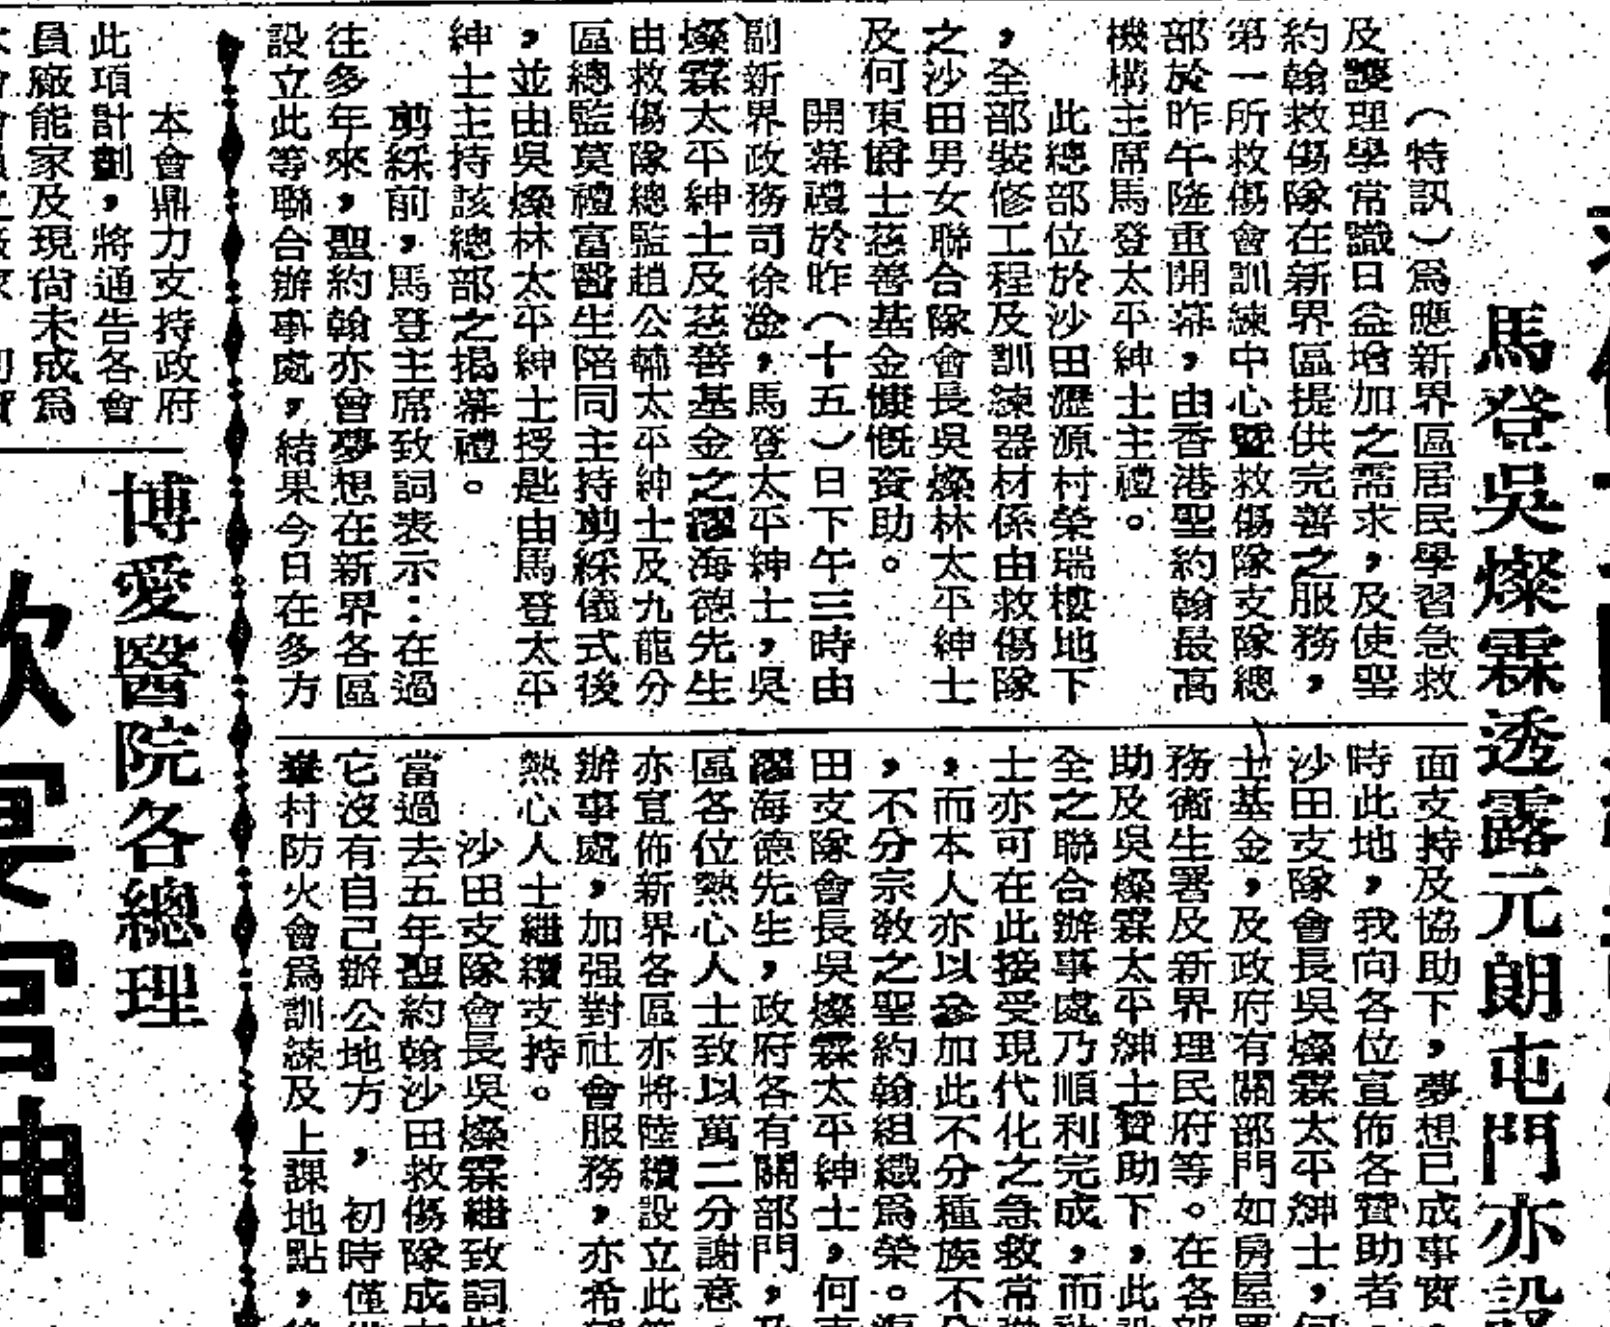 馬登吳燦霖透露元朗屯門亦設
（特訊）為應新界區居民學習急救
及護理學常識日益增加之需求，及使聖
約翰救傷隊在新界區提供完善之服務，
第一所救傷會訓練中心暨救傷隊支隊總
部於昨午隆重開幕，由香港聖約翰最高
機構主席馬登太平紳士主禮。
此總部位於沙田瀝源村榮瑞樓地下
，全部裝修工程及訓練器材係由救傷隊
之沙田男女聯合隊會長吳燦林太平紳士
及何東爵士慈善基金慷慨資助。
開幕禮於昨（十五）日下午三時由
副新界政務司徐淦，馬登太平紳士，吳
燦霖太平紳士及慈善基金之羅海德先生
由救傷隊總監趙公輔太平紳士及九龍分
區總監莫禮富醫生陪同主持剪綵儀式後
，並由吳燦林太平紳士授匙由馬登太平
紳士主持該總部之揭幕禮。
剪綵前，馬登主席致詞表示：在過
往多年來，聖約翰亦曾夢想在新界各區
設立此等聯合辦事處，結果今日在多方
面支持及協助下，夢想已成事實，
時此地，我向各位宣佈各贊助者
沙田支隊會長吳燦霖太平紳士，何
士基金，及政府有關部門如房屋署
務衞生署及新界理民府等。在各部
助及吳燦霖太平紳士贊助下，此設
全之聯合辦事處乃順利完成，而
士亦可在此接受現代化之急救常
，而本人亦以參加此不分種族不分
，不分宗教之聖約翰組織為榮。
田支隊會長吳燦霖太平紳士，何
羅海德先生，政府各有關部門，及
區各位熱心人士致以萬二分謝意，
亦宣佈新界各區亦將陸續設立此等
辦事處，加强對社會服務，亦希望
熱心人士繼續支持。
沙田支隊會長吳燦霖繼致詞指
當過去五年聖約翰沙田救傷隊成立
它沒有自己辦公地方，初時僅
村防火會為訓練及上課地點，後
本會鼎力支持政府
此項計劃，將通告各會
員廠能家及現尙未成為
博愛醫院各總理